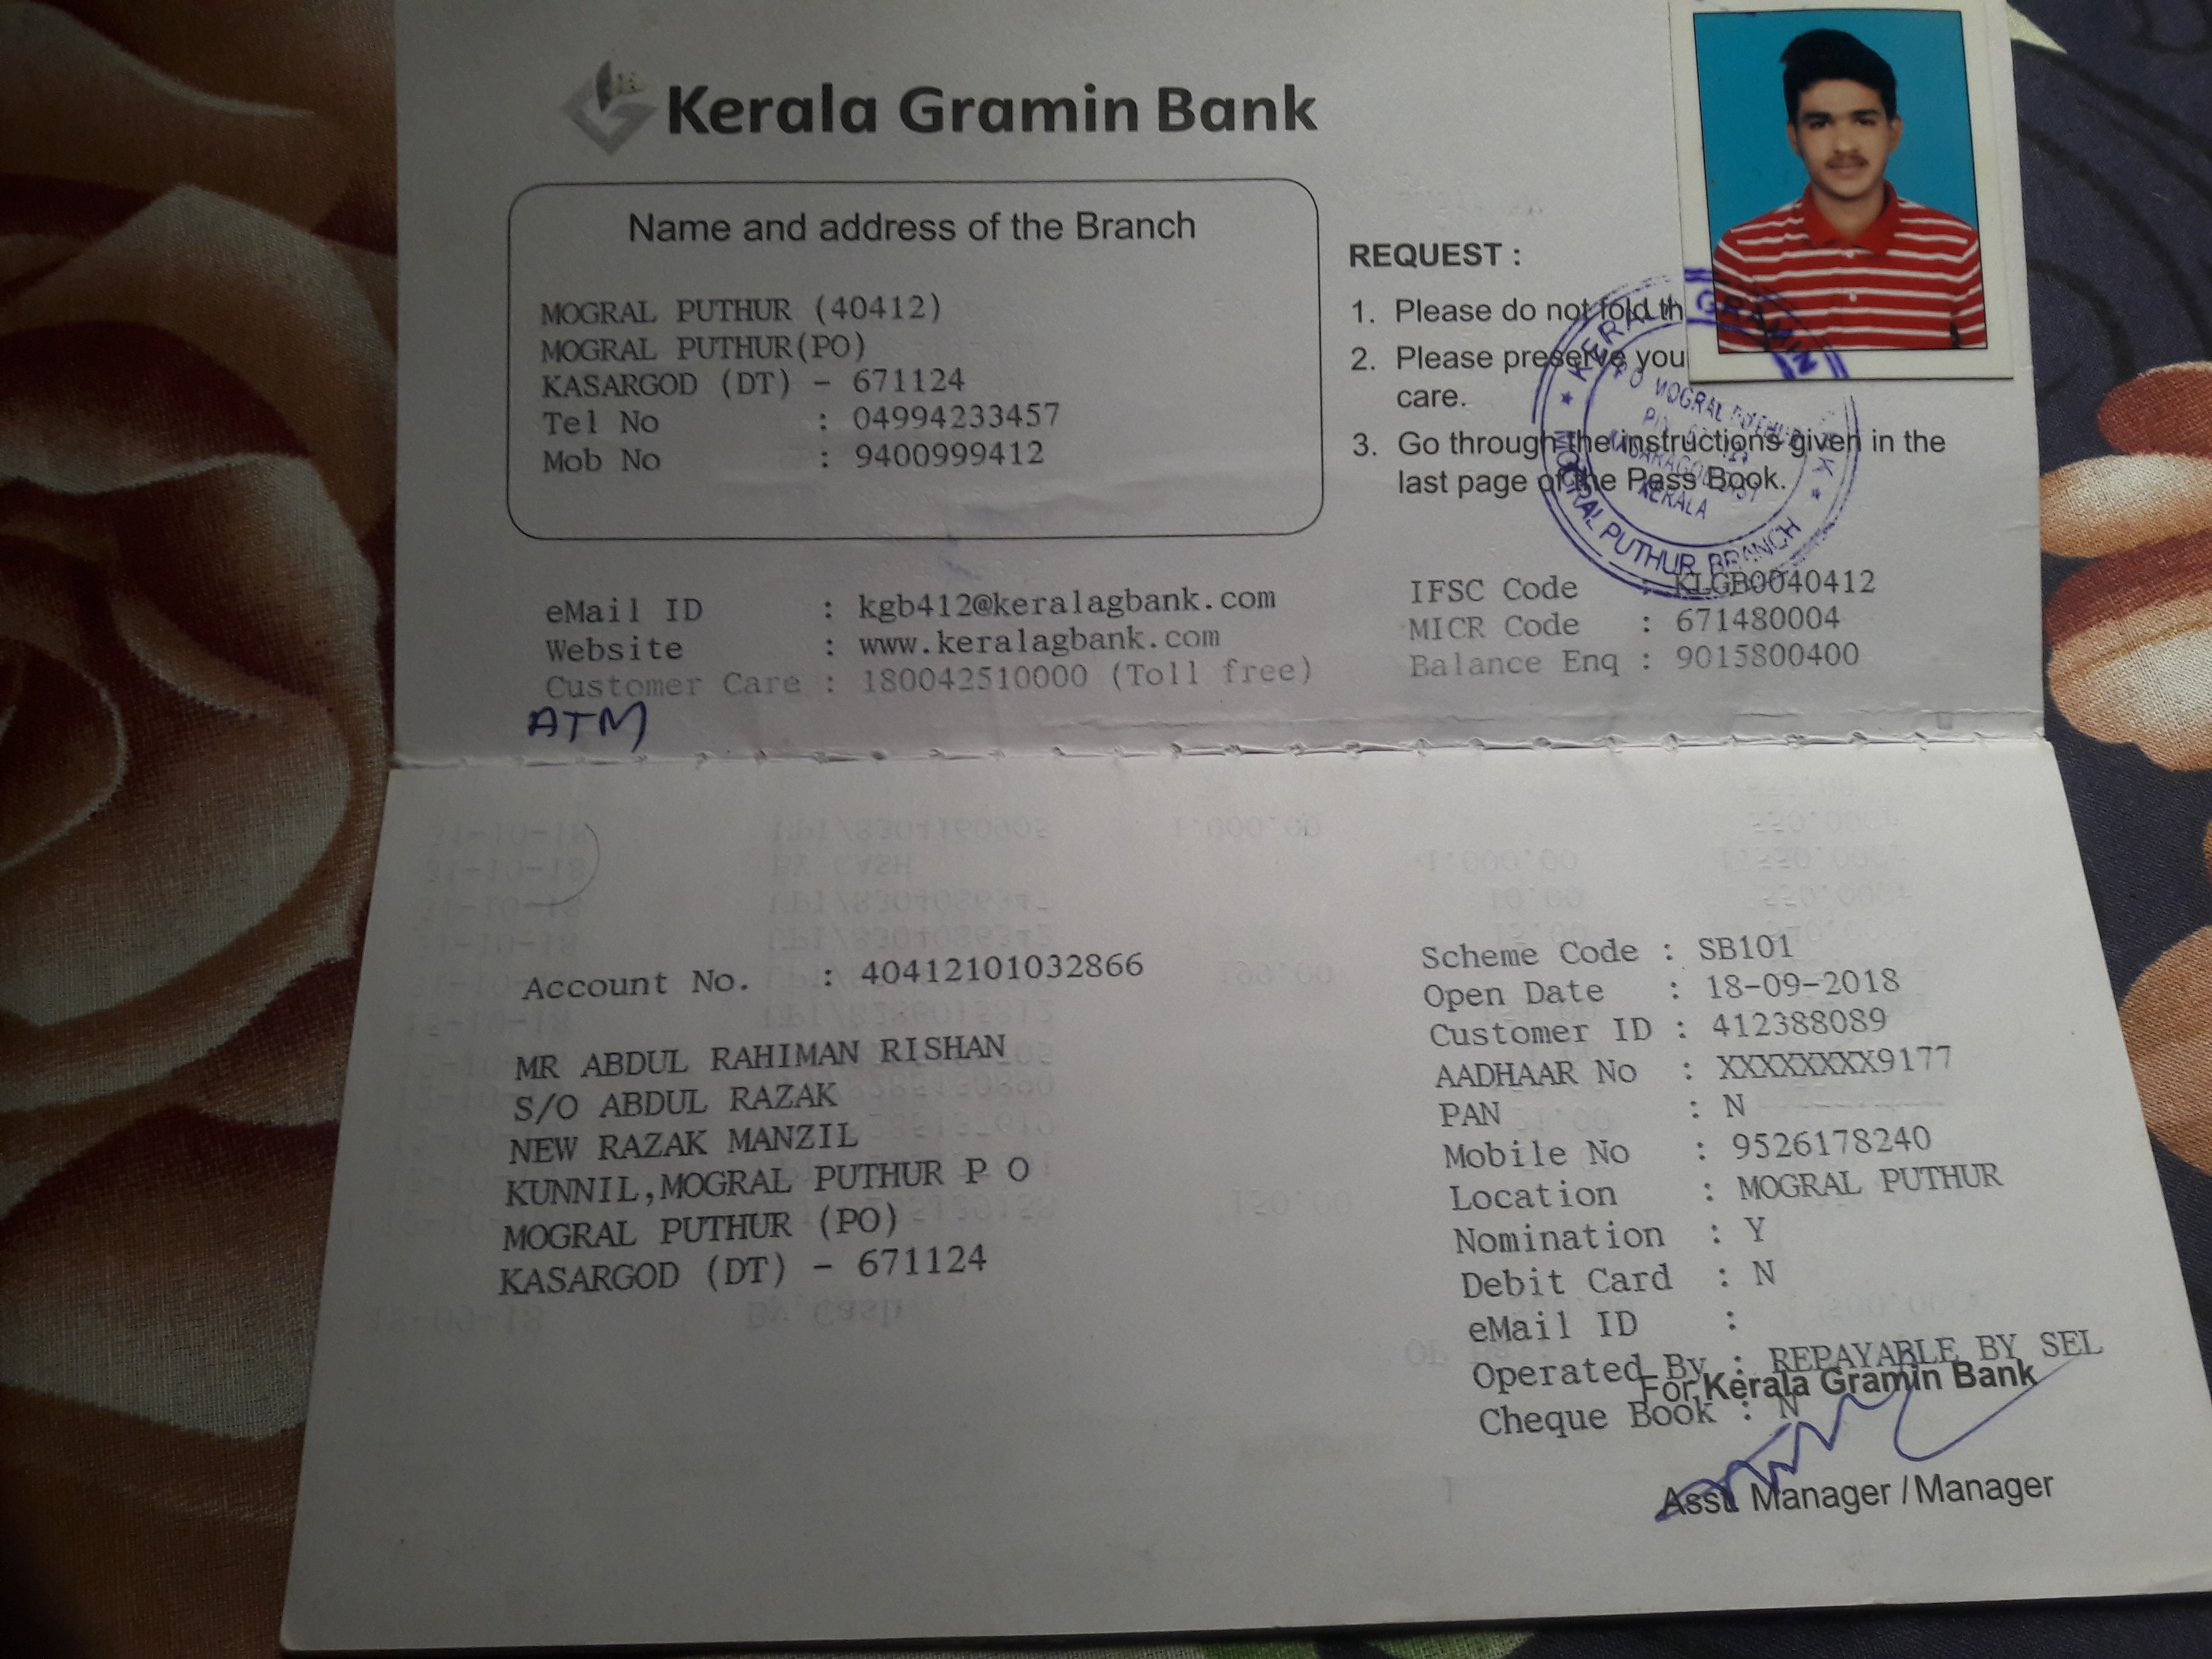 Kerala Gramin Bank
Name and address of the Branch
MOGRAL PUTHUR (40412)
MOGRAL PUTHUR(PO)
KASARGOD (DT) - 671124
Tel No : 04994233457
Mob No : 9400999412
REQUEST :
1. Please do not fold th
2. Please preserve you
care.
3. Go through the instructions given in the
last page of the Pass Book.
KERALA GRAMIN
P O MOGRAL PUTHUR
KERALA
MOGRAL PUTHUR BRANCH
eMail ID : kgb412@keralagbank.com
Website : www.keralagbank.com
Customer Care : 180042510000 (Toll free)
IFSC Code : KLGB0040412
MICR Code : 671480004
Balance Enq : 9015800400
ATM
Account No. : 40412101032866
MR ABDUL RAHIMAN RISHAN
S/O ABDUL RAZAK
NEW RAZAK MANZIL
KUNNIL,MOGRAL PUTHUR P O
MOGRAL PUTHUR (PO)
KASARGOD (DT) - 671124
Scheme Code : SB101
Open Date : 18-09-2018
Customer ID : 412388089
AADHAAR No : XXXXXXXX9177
PAN : N
Mobile No : 9526178240
Location : MOGRAL PUTHUR
Nomination : Y
Debit Card : N
eMail ID :
Operated By : REPAYABLE BY SEL
For Kerala Gramin Bank
Cheque Book : N
Asst. Manager / Manager